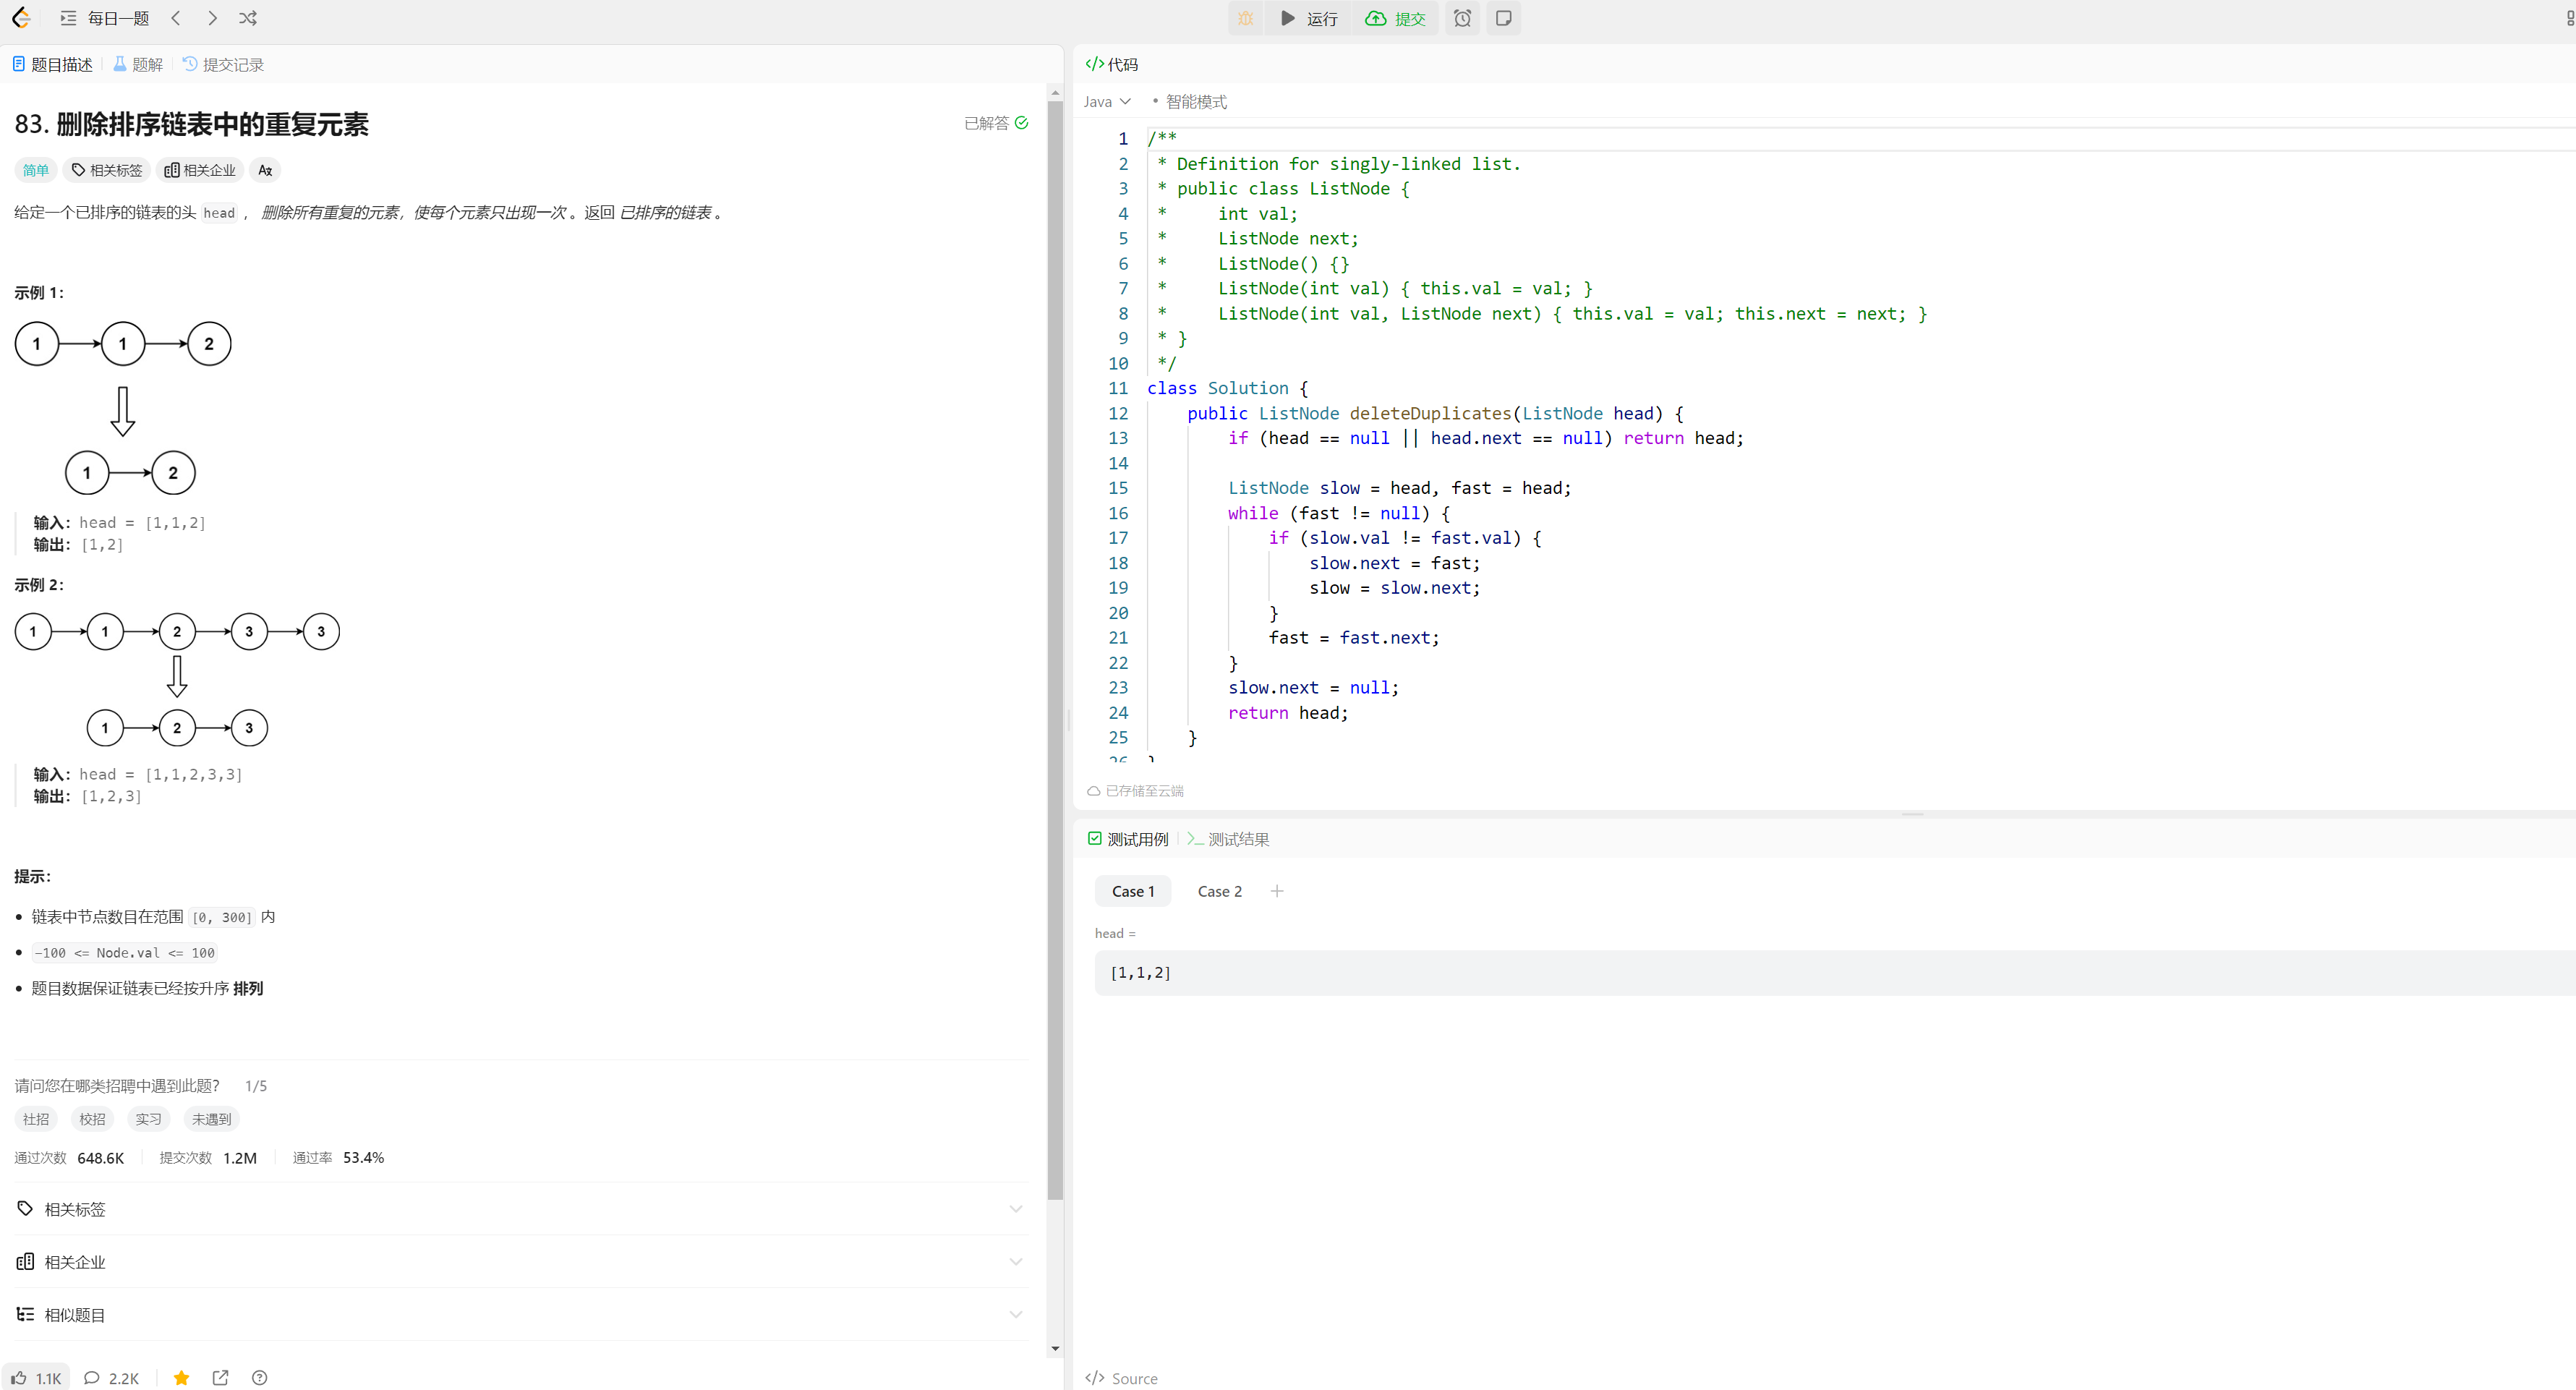 每日一题
运行
提交
题目描述
题解
提交记录
83. 删除排序链表中的重复元素
已解答
简单
相关标签
相关企业
给定一个已排序的链表的头 head ， 删除所有重复的元素，使每个元素只出现一次 。返回 已排序的链表 。
示例 1：
1 1 2
1 2
输入：head = [1,1,2]
输出：[1,2]
示例 2：
1 1 2 3 3
1 2 3
输入：head = [1,1,2,3,3]
输出：[1,2,3]
提示：
链表中节点数目在范围 [0, 300] 内
-100 <= Node.val <= 100
题目数据保证链表已经按升序 排列
请问您在哪类招聘中遇到此题？ 1/5
社招 校招 实习 未遇到
通过次数 648.6K 提交次数 1.2M 通过率 53.4%
相关标签
相关企业
相似题目
1.1K 2.2K
代码
Java • 智能模式
1 /**
2  * Definition for singly-linked list.
3  * public class ListNode {
4  *     int val;
5  *     ListNode next;
6  *     ListNode() {}
7  *     ListNode(int val) { this.val = val; }
8  *     ListNode(int val, ListNode next) { this.val = val; this.next = next; }
9  * }
10  */
11 class Solution {
12     public ListNode deleteDuplicates(ListNode head) {
13         if (head == null || head.next == null) return head;
14
15         ListNode slow = head, fast = head;
16         while (fast != null) {
17             if (slow.val != fast.val) {
18                 slow.next = fast;
19                 slow = slow.next;
20             }
21             fast = fast.next;
22         }
23         slow.next = null;
24         return head;
25     }
26 }
已存储至云端
测试用例
测试结果
Case 1 Case 2
head =
[1,1,2]
Source